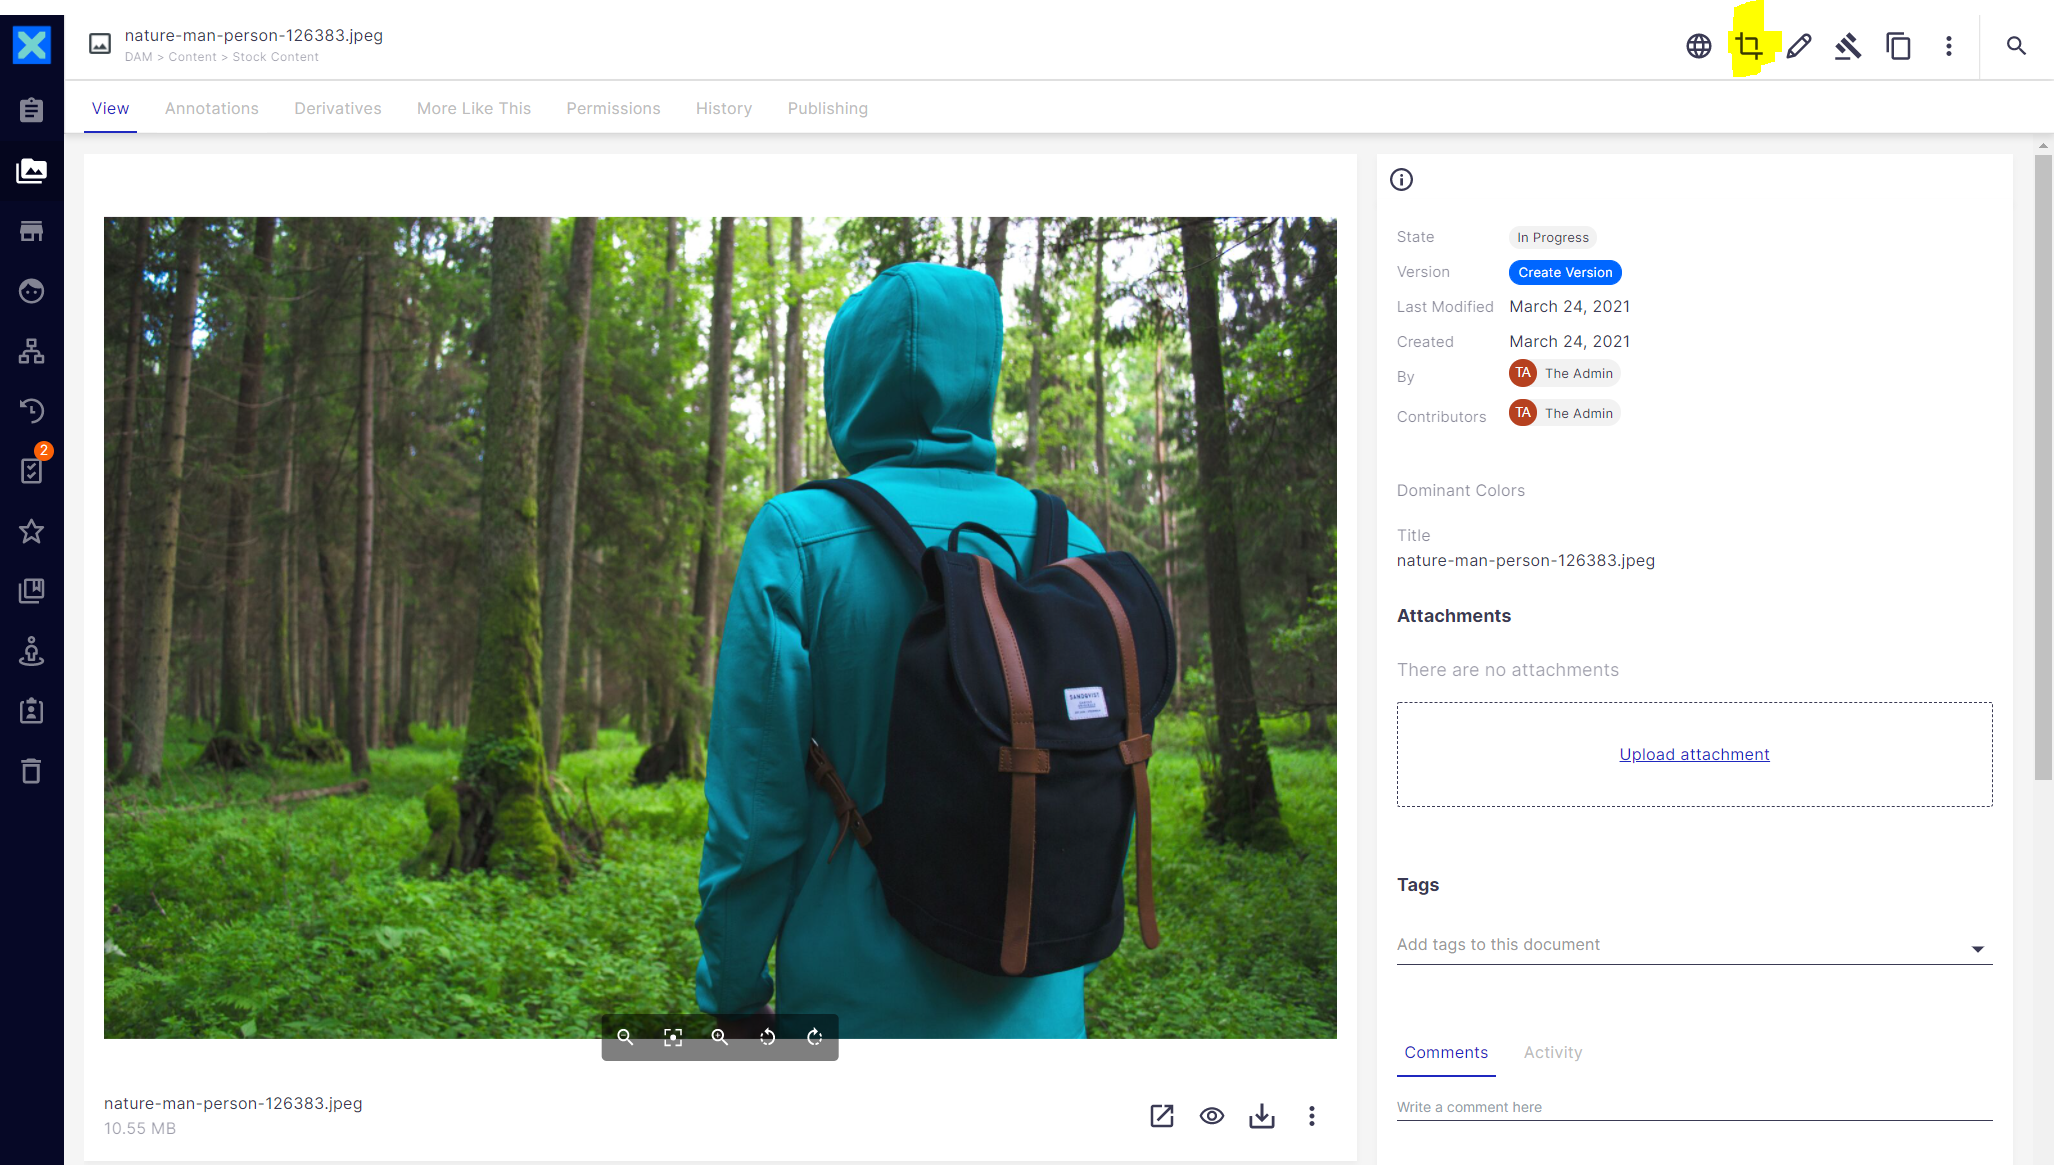 nature-man-person-126383.jpeg
DAM > Content > Stock Content
View Annotations Derivatives More Like This Permissions History Publishing
2
State In Progress
Version Create Version
Last Modified March 24, 2021
Created March 24, 2021
By TA The Admin
Contributors TA The Admin
Dominant Colors
Title
nature-man-person-126383.jpeg
Attachments
There are no attachments
Upload attachment
Tags
Add tags to this document
Comments Activity
Write a comment here
SANDQVIST
nature-man-person-126383.jpeg
10.55 MB